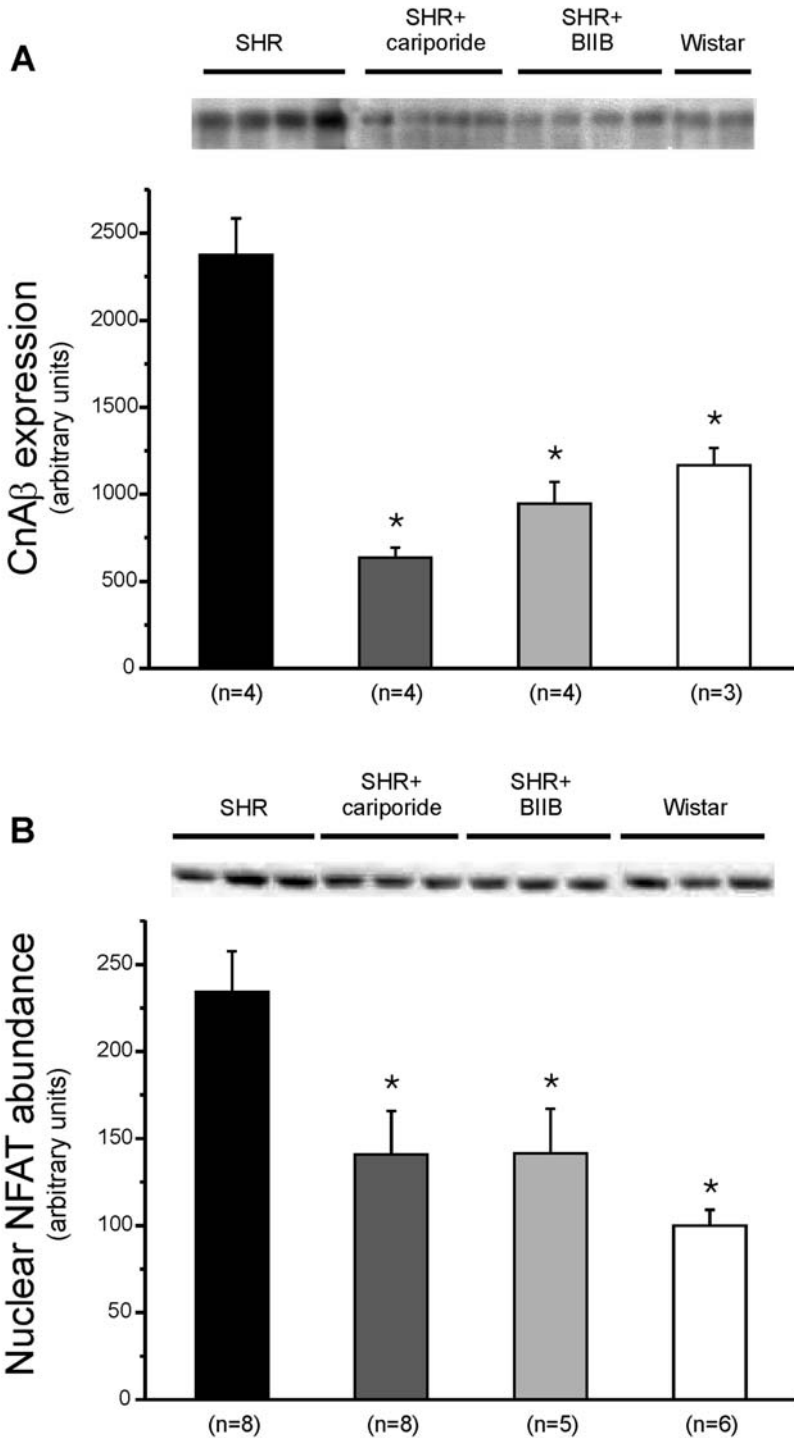 A
SHR
SHR+
cariporide
SHR+
BIIB
Wistar
CnAβ expression
(arbitrary units)
2500
2000
1500
1000
500
0
*
*
*
(n=4)
(n=4)
(n=4)
(n=3)
B
SHR
SHR+
cariporide
SHR+
BIIB
Wistar
Nuclear NFAT abundance
(arbitrary units)
250
200
150
100
50
0
*
*
*
(n=8)
(n=8)
(n=5)
(n=6)